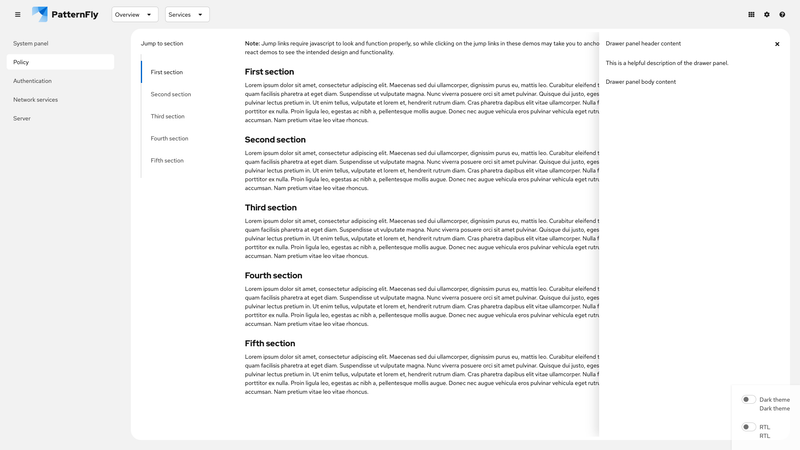 PatternFly
Overview
Services
System panel
Policy
Authentication
Network services
Server
Jump to section
First section
Second section
Third section
Fourth section
Fifth section
Note: Jump links require javascript to look and function properly, so while clicking on the jump links in these demos may take you to ancho
react demos to see the intended design and functionality.
First section
Lorem ipsum dolor sit amet, consectetur adipiscing elit. Maecenas sed dui ullamcorper, dignissim purus eu, mattis leo. Curabitur eleifend t
quam facilisis pharetra at eget diam. Suspendisse ut vulputate magna. Nunc viverra posuere orci sit amet pulvinar. Quisque dui justo, eges
pulvinar lectus pretium in. Ut enim tellus, vulputate et lorem et, hendrerit rutrum diam. Cras pharetra dapibus elit vitae ullamcorper. Nulla f
porttitor ex nulla. Proin ligula leo, egestas ac nibh a, pellentesque mollis augue. Donec nec augue vehicula eros pulvinar vehicula eget rut
accumsan. Nam pretium vitae leo vitae rhoncus.
Second section
Lorem ipsum dolor sit amet, consectetur adipiscing elit. Maecenas sed dui ullamcorper, dignissim purus eu, mattis leo. Curabitur eleifend t
quam facilisis pharetra at eget diam. Suspendisse ut vulputate magna. Nunc viverra posuere orci sit amet pulvinar. Quisque dui justo, eges
pulvinar lectus pretium in. Ut enim tellus, vulputate et lorem et, hendrerit rutrum diam. Cras pharetra dapibus elit vitae ullamcorper. Nulla f
porttitor ex nulla. Proin ligula leo, egestas ac nibh a, pellentesque mollis augue. Donec nec augue vehicula eros pulvinar vehicula eget rut
accumsan. Nam pretium vitae leo vitae rhoncus.
Third section
Lorem ipsum dolor sit amet, consectetur adipiscing elit. Maecenas sed dui ullamcorper, dignissim purus eu, mattis leo. Curabitur eleifend t
quam facilisis pharetra at eget diam. Suspendisse ut vulputate magna. Nunc viverra posuere orci sit amet pulvinar. Quisque dui justo, eges
pulvinar lectus pretium in. Ut enim tellus, vulputate et lorem et, hendrerit rutrum diam. Cras pharetra dapibus elit vitae ullamcorper. Nulla f
porttitor ex nulla. Proin ligula leo, egestas ac nibh a, pellentesque mollis augue. Donec nec augue vehicula eros pulvinar vehicula eget rut
accumsan. Nam pretium vitae leo vitae rhoncus.
Fourth section
Lorem ipsum dolor sit amet, consectetur adipiscing elit. Maecenas sed dui ullamcorper, dignissim purus eu, mattis leo. Curabitur eleifend t
quam facilisis pharetra at eget diam. Suspendisse ut vulputate magna. Nunc viverra posuere orci sit amet pulvinar. Quisque dui justo, eges
pulvinar lectus pretium in. Ut enim tellus, vulputate et lorem et, hendrerit rutrum diam. Cras pharetra dapibus elit vitae ullamcorper. Nulla f
porttitor ex nulla. Proin ligula leo, egestas ac nibh a, pellentesque mollis augue. Donec nec augue vehicula eros pulvinar vehicula eget rut
accumsan. Nam pretium vitae leo vitae rhoncus.
Fifth section
Lorem ipsum dolor sit amet, consectetur adipiscing elit. Maecenas sed dui ullamcorper, dignissim purus eu, mattis leo. Curabitur eleifend t
quam facilisis pharetra at eget diam. Suspendisse ut vulputate magna. Nunc viverra posuere orci sit amet pulvinar. Quisque dui justo, eges
pulvinar lectus pretium in. Ut enim tellus, vulputate et lorem et, hendrerit rutrum diam. Cras pharetra dapibus elit vitae ullamcorper. Nulla f
porttitor ex nulla. Proin ligula leo, egestas ac nibh a, pellentesque mollis augue. Donec nec augue vehicula eros pulvinar vehicula eget rut
accumsan. Nam pretium vitae leo vitae rhoncus.
Drawer panel header content
This is a helpful description of the drawer panel.
Drawer panel body content
Dark theme
Dark theme
RTL
RTL